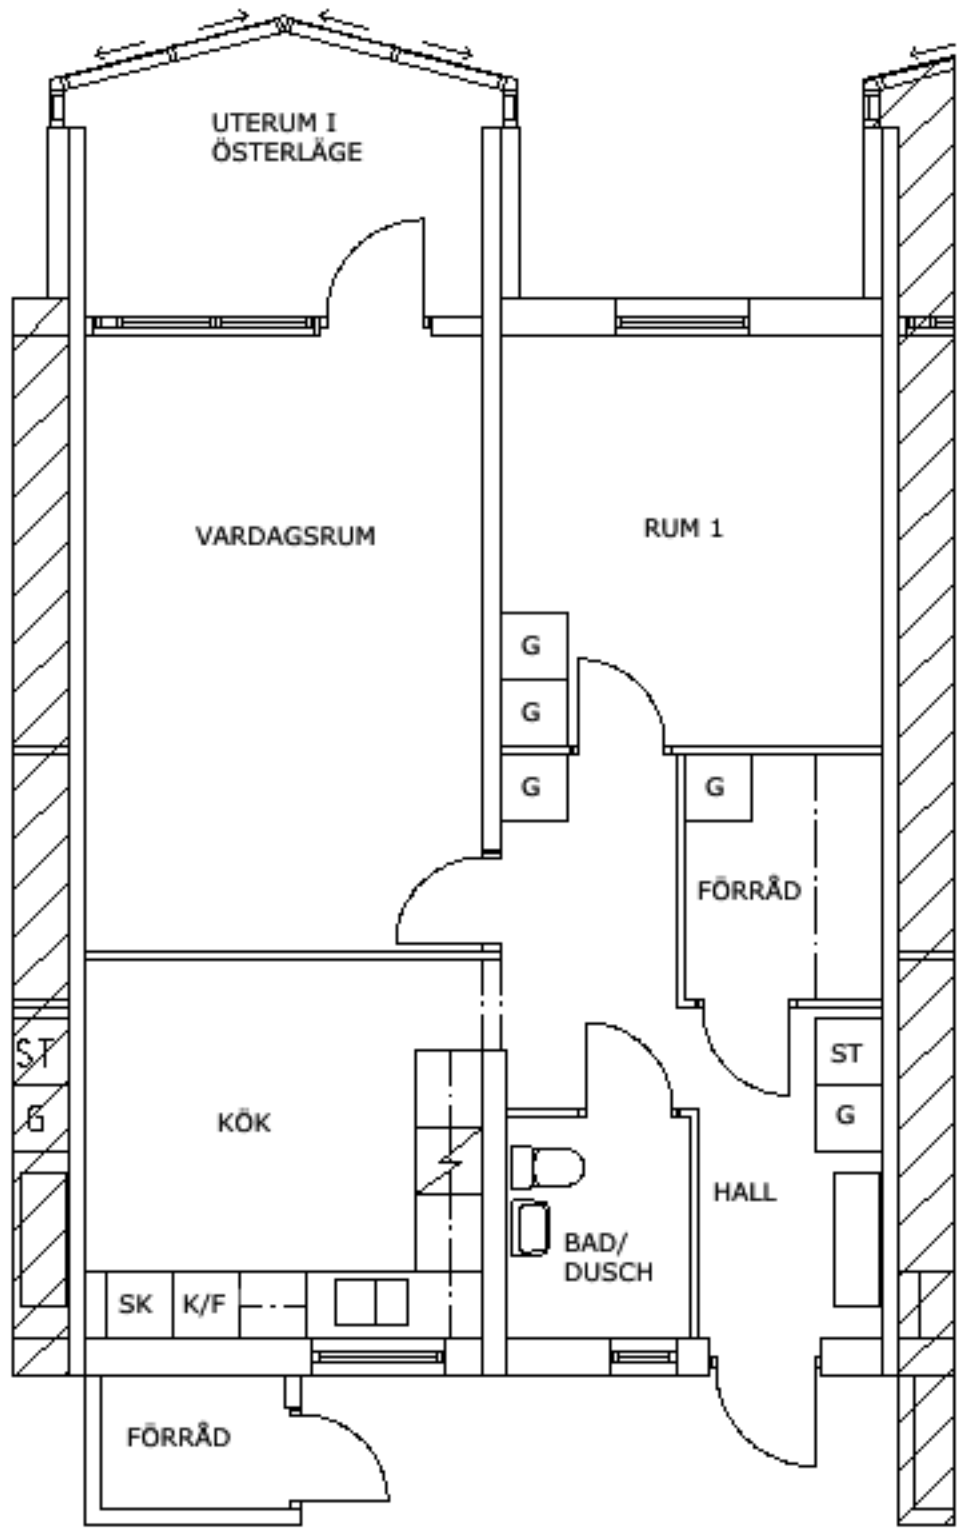 UTERUM I
ÖSTERLÄGE
VARDAGSRUM
RUM 1
G
G
G
G
FÖRRÅD
ST
G
ST
G
KÖK
HALL
BAD/
DUSCH
SK
K/F
FÖRRÅD